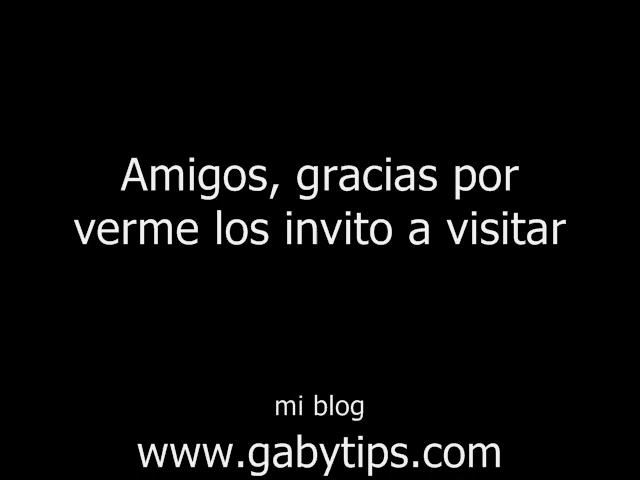 Amigos, gracias por
verme los invito a visitar
mi blog
www.gabytips.com